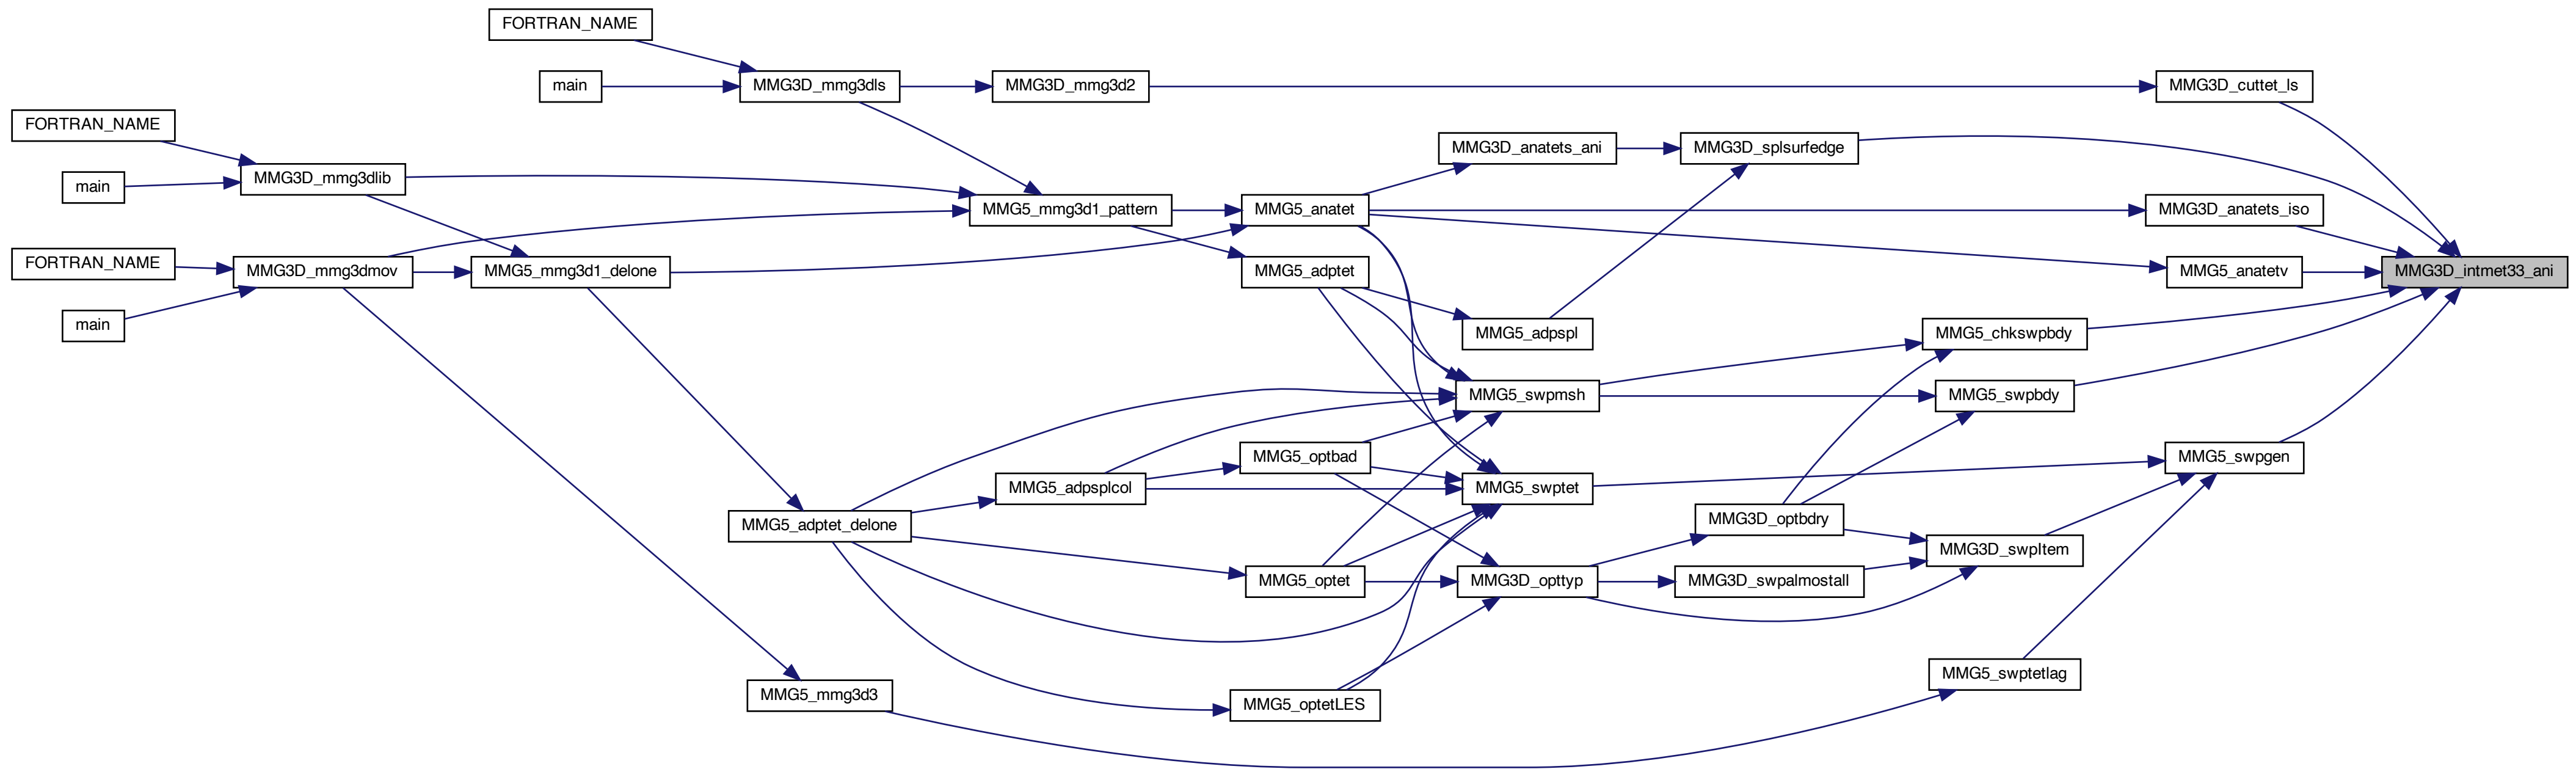 FORTRAN_NAME
main
MMG3D_mmg3dls
MMG3D_mmg3d2
MMG3D_cuttet_ls
FORTRAN_NAME
main
MMG3D_mmg3dlib
MMG3D_anatets_ani
MMG3D_splsurfedge
MMG5_mmg3d1_pattern
MMG5_anatet
MMG3D_anatets_iso
FORTRAN_NAME
main
MMG3D_mmg3dmov
MMG5_mmg3d1_delone
MMG5_adptet
MMG5_anatetv
MMG3D_intmet33_ani
MMG5_adpspl
MMG5_chkswpbdy
MMG5_swpmsh
MMG5_swpbdy
MMG5_optbad
MMG5_swpgen
MMG5_adpsplcol
MMG5_swptet
MMG5_adptet_delone
MMG3D_optbdry
MMG3D_swpItem
MMG5_optet
MMG3D_opttyp
MMG3D_swpalmostall
MMG5_swptetlag
MMG5_mmg3d3
MMG5_optetLES